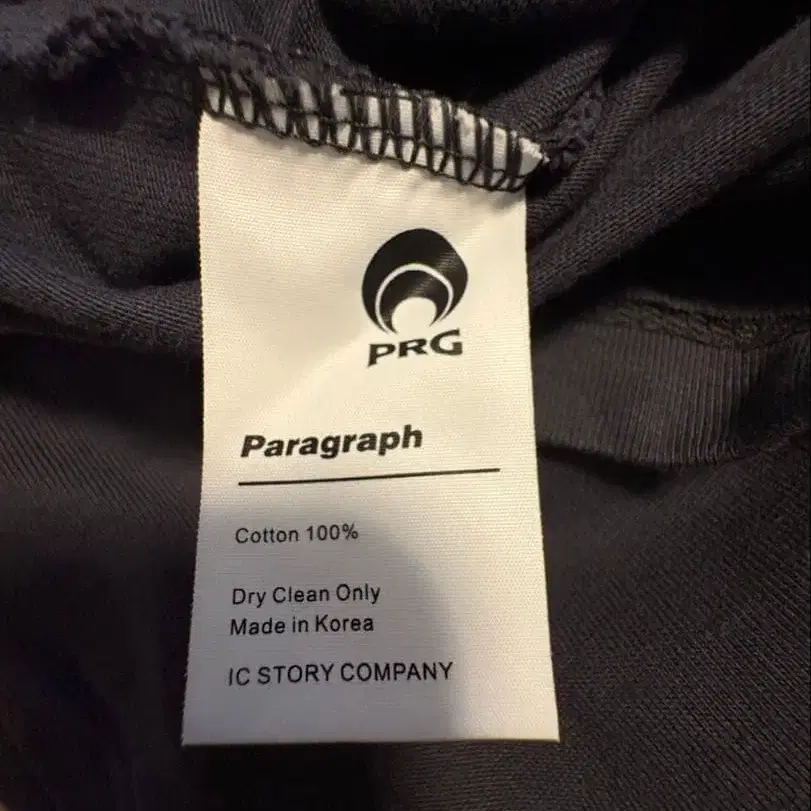 PRG
Paragraph
Cotton 100%
Dry Clean Only
Made in Korea
IC STORY COMPANY